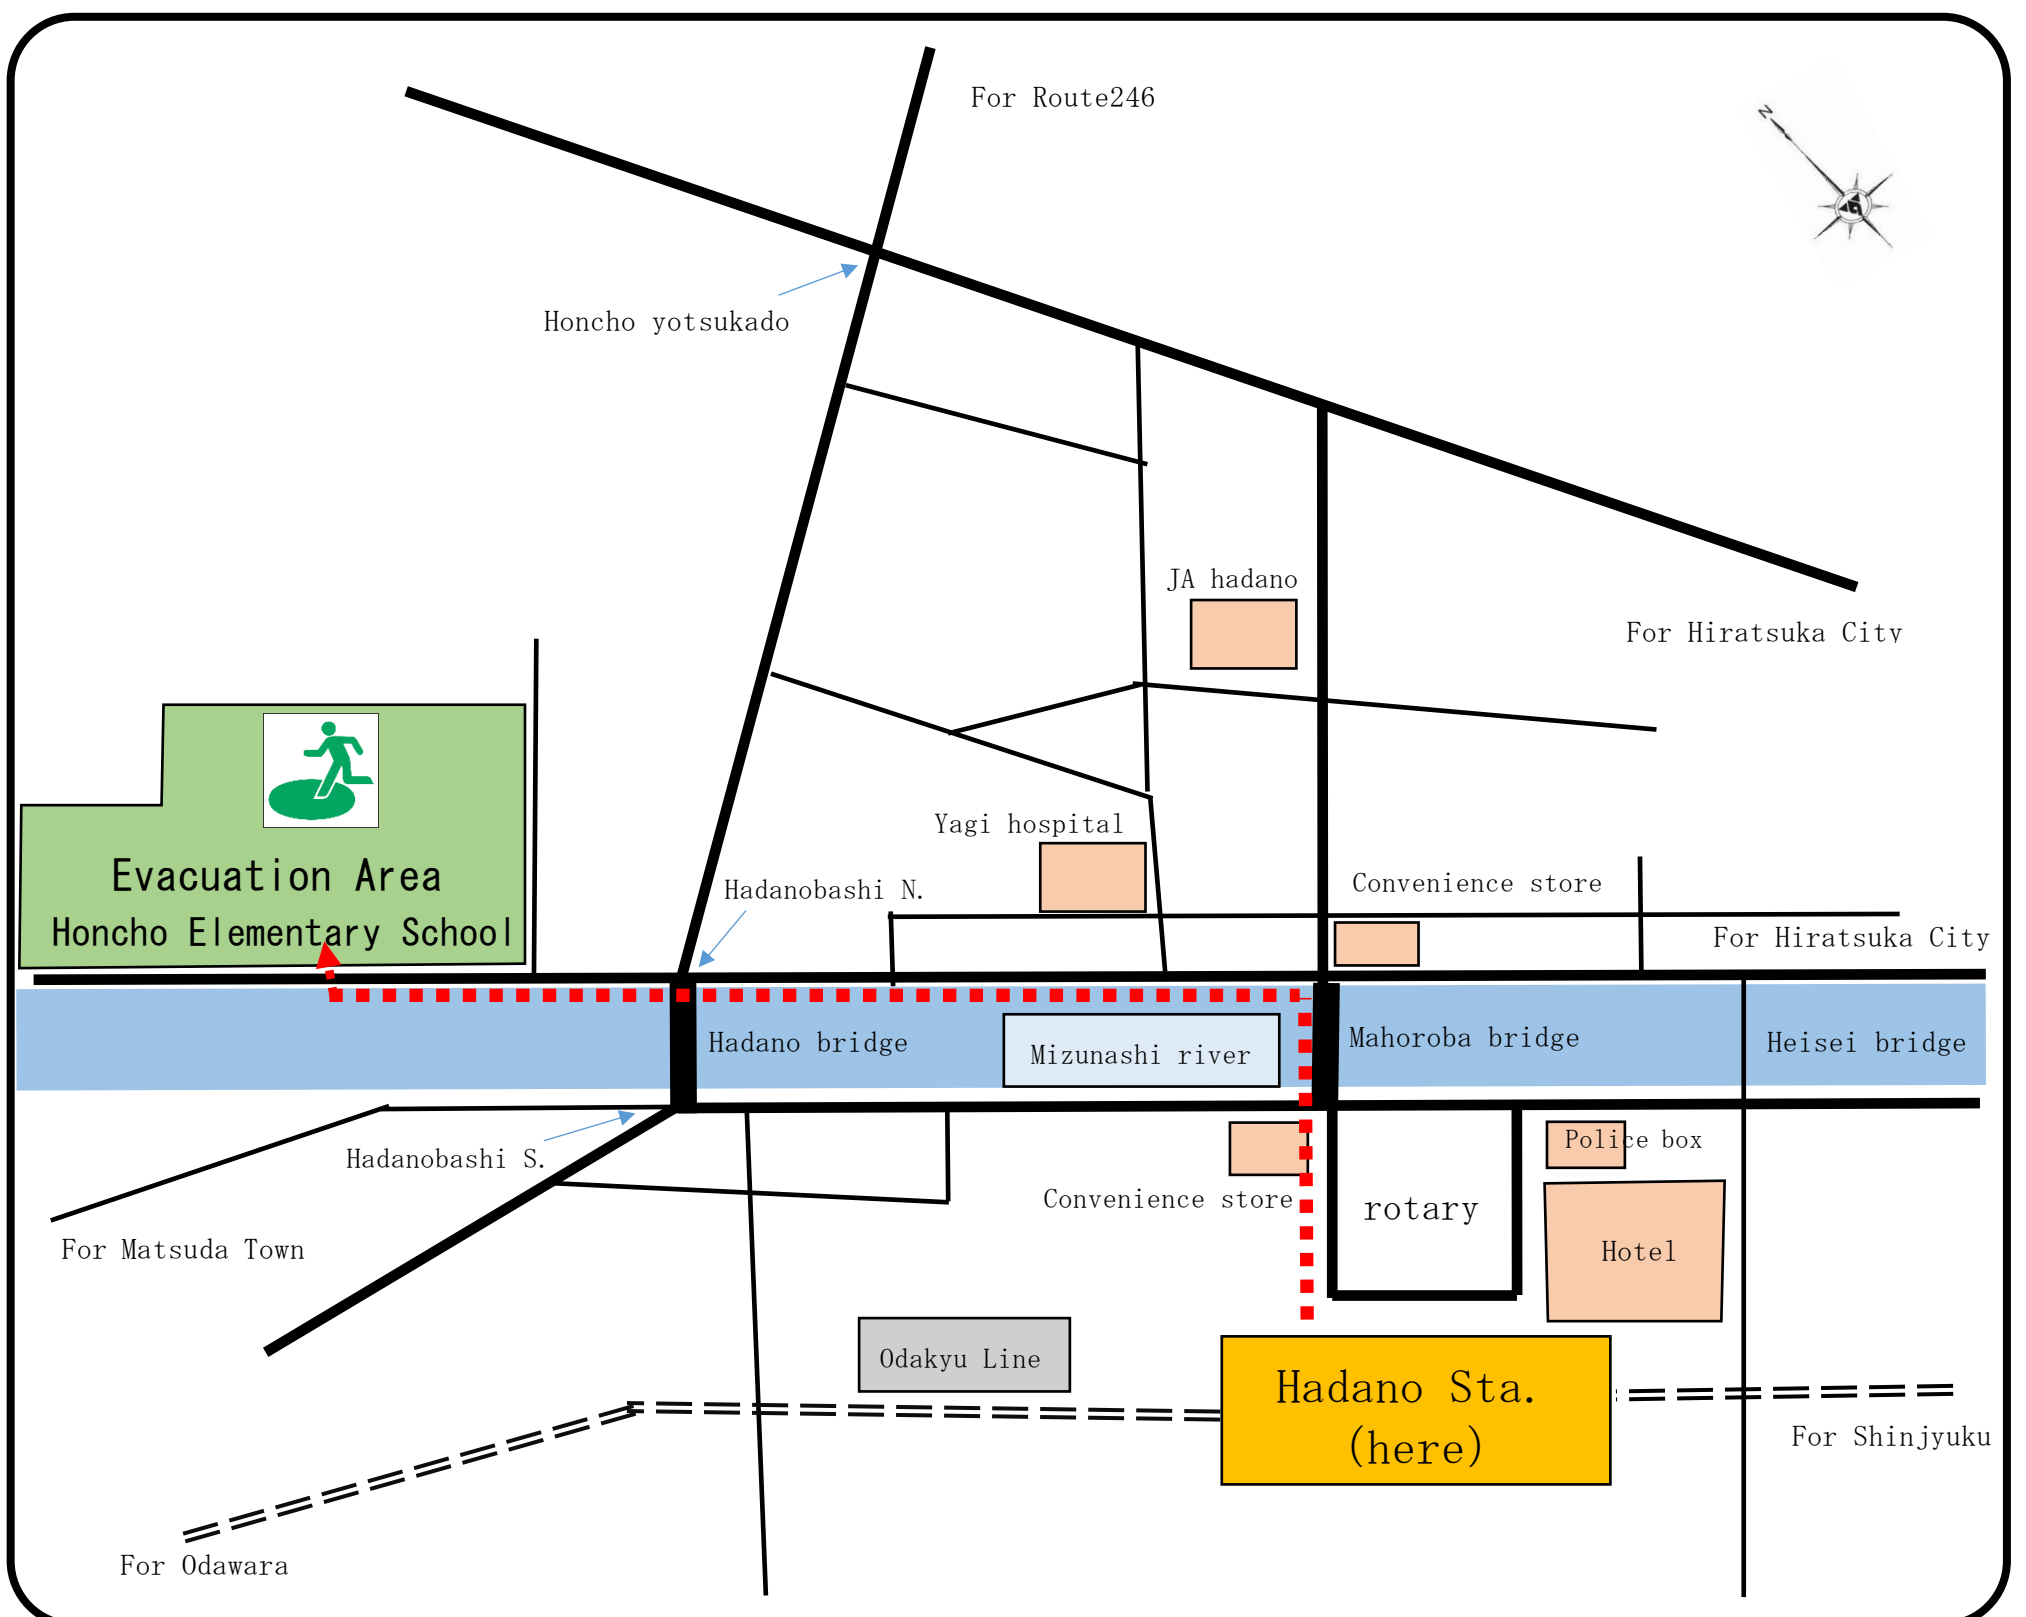 For Route246
N
Honcho yotsukado
JA hadano
For Hiratsuka City
Yagi hospital
Evacuation Area
Honcho Elementary School
Hadanobashi N.
Convenience store
For Hiratsuka City
Hadano bridge
Mizunashi river
Mahoroba bridge
Heisei bridge
Hadanobashi S.
Police box
Convenience store
rotary
For Matsuda Town
Hotel
Odakyu Line
Hadano Sta.
(here)
For Shinjyuku
For Odawara